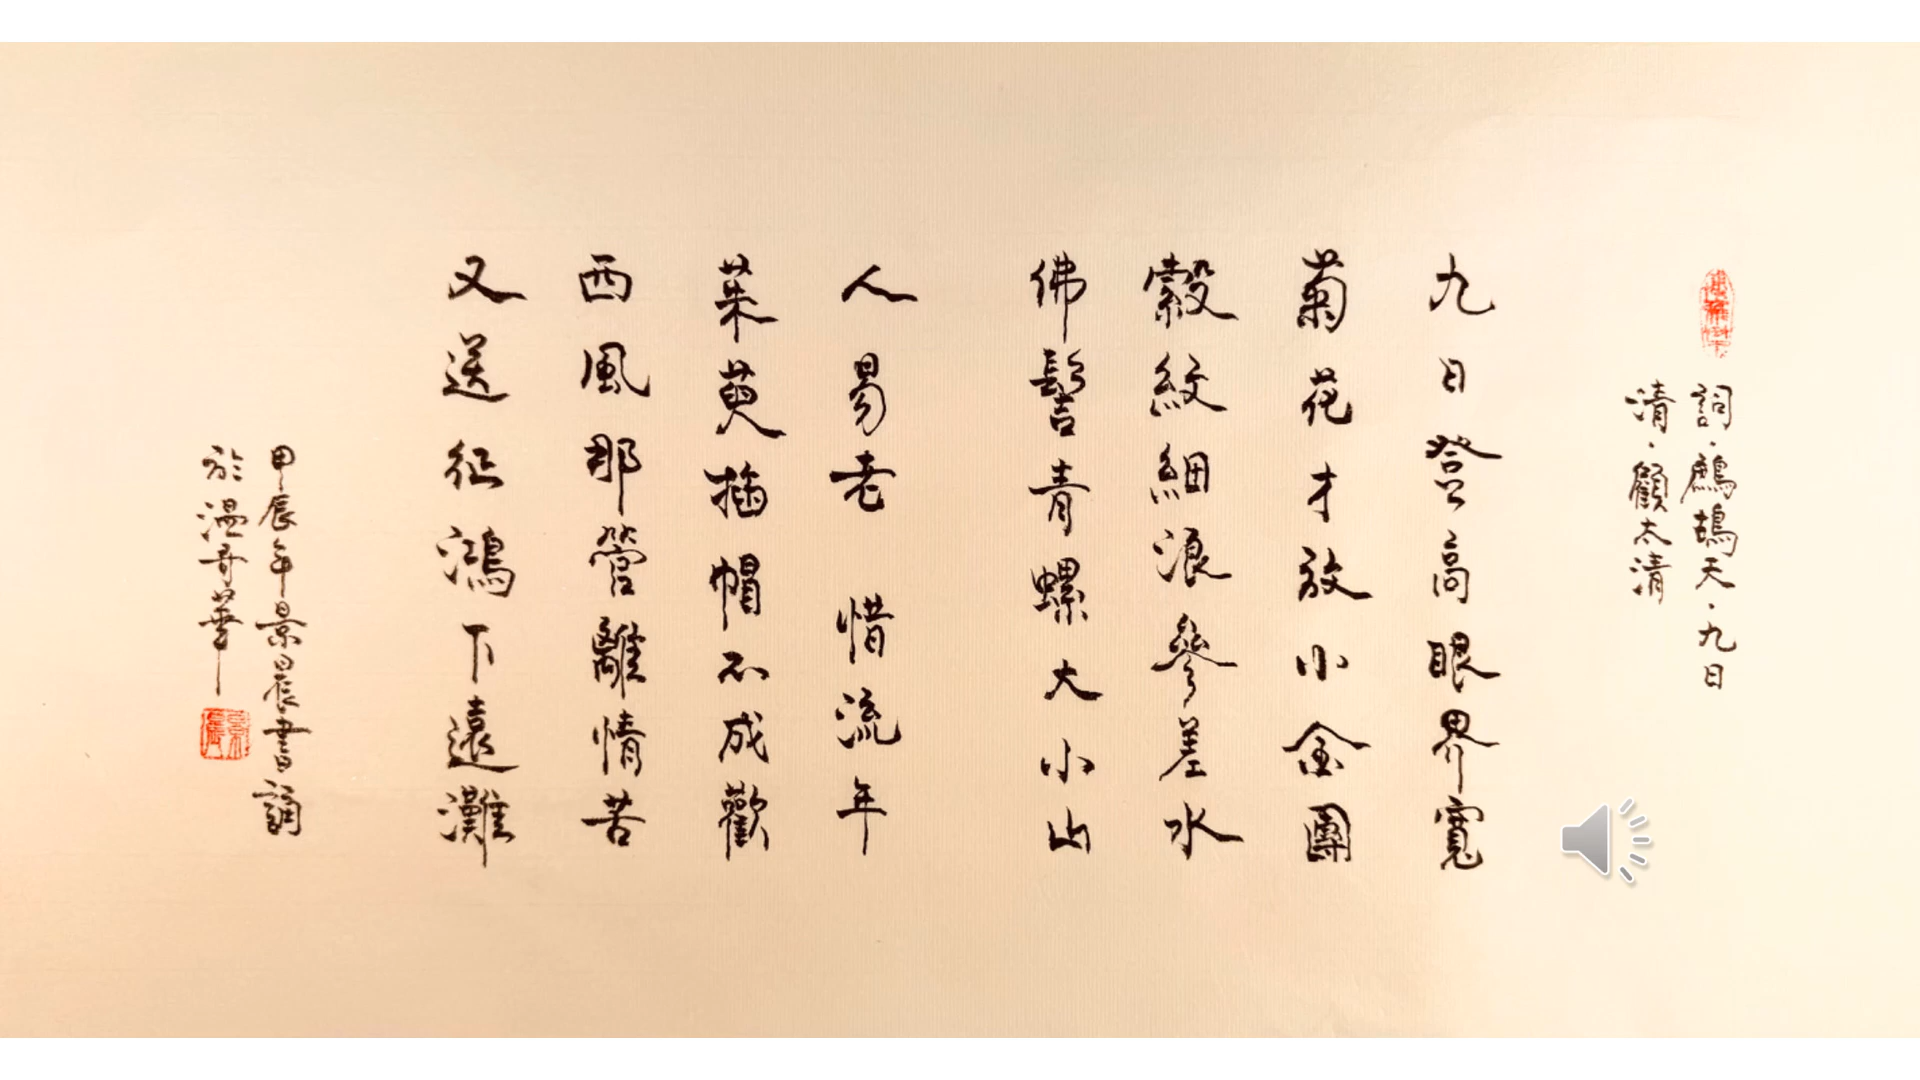 詞·鷓鴣天·九日
清·顧太清
九日登高眼界寬
菊花才放小金團
縠紋細浪參差水
佛髻青螺大小山
人易老 惜流年
茱萸插帽不成歡
西風那管離情苦
又送征鴻下遠灘
甲辰年景晨書誦
於溫哥華